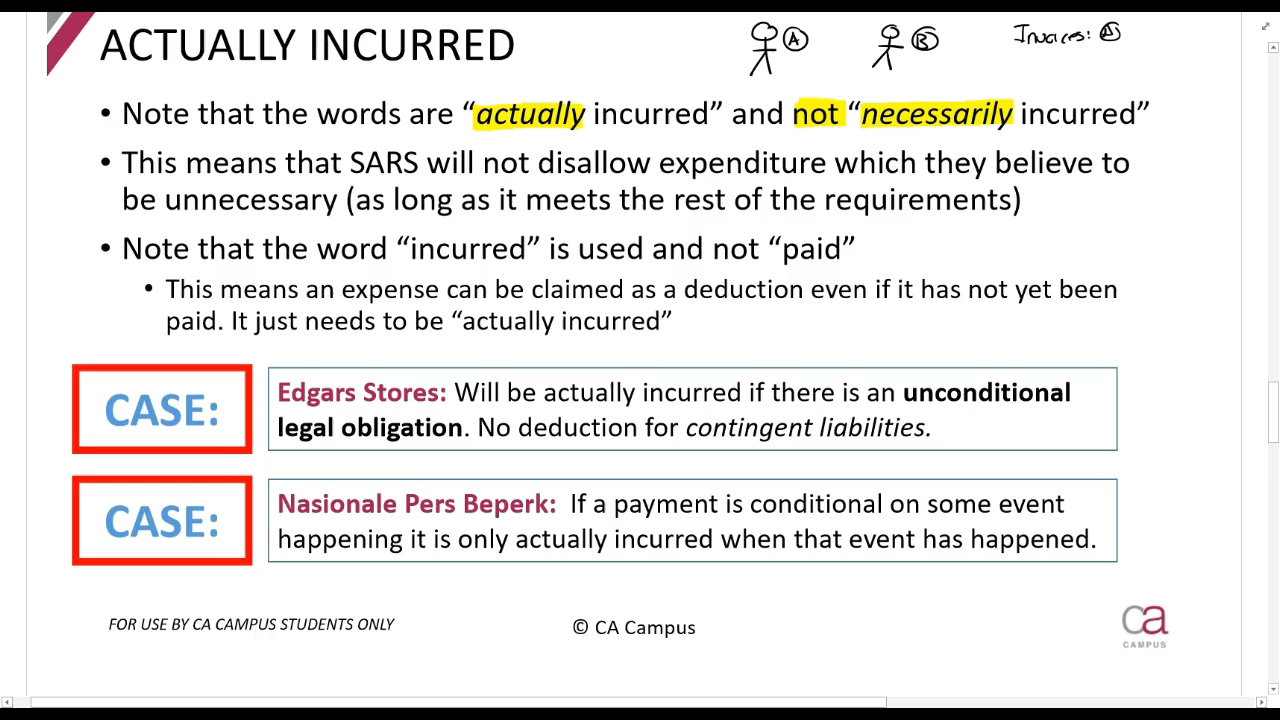 ACTUALLY INCURRED
A
B
Invoices: A
• Note that the words are “actually incurred” and not “necessarily incurred”
• This means that SARS will not disallow expenditure which they believe to
be unnecessary (as long as it meets the rest of the requirements)
• Note that the word “incurred” is used and not “paid”
• This means an expense can be claimed as a deduction even if it has not yet been
paid. It just needs to be “actually incurred”
CASE:
Edgars Stores: Will be actually incurred if there is an unconditional
legal obligation. No deduction for contingent liabilities.
CASE:
Nasionale Pers Beperk: If a payment is conditional on some event
happening it is only actually incurred when that event has happened.
FOR USE BY CA CAMPUS STUDENTS ONLY
© CA Campus
ca
CAMPUS